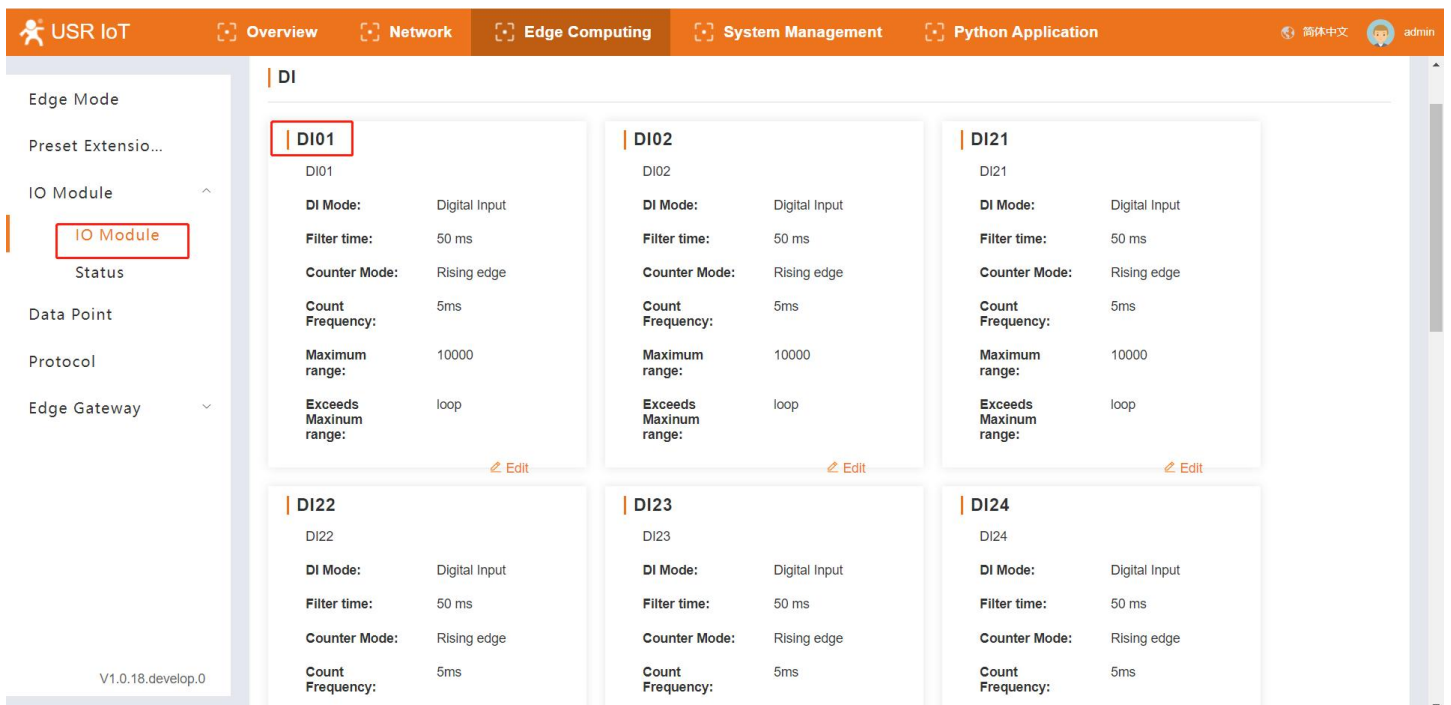 USR IoT
Overview
Network
Edge Computing
System Management
Python Application
简体中文
admin
Edge Mode
Preset Extensio...
IO Module
IO Module
Status
Data Point
Protocol
Edge Gateway
V1.0.18.develop.0
DI
DI01
DI01
DI Mode: Digital Input
Filter time: 50 ms
Counter Mode: Rising edge
Count 5ms
Frequency:
Maximum 10000
range:
Exceeds loop
Maxinum
range:
Edit
DI02
DI02
DI Mode: Digital Input
Filter time: 50 ms
Counter Mode: Rising edge
Count 5ms
Frequency:
Maximum 10000
range:
Exceeds loop
Maxinum
range:
Edit
DI21
DI21
DI Mode: Digital Input
Filter time: 50 ms
Counter Mode: Rising edge
Count 5ms
Frequency:
Maximum 10000
range:
Exceeds loop
Maxinum
range:
Edit
DI22
DI22
DI Mode: Digital Input
Filter time: 50 ms
Counter Mode: Rising edge
Count 5ms
Frequency:
DI23
DI23
DI Mode: Digital Input
Filter time: 50 ms
Counter Mode: Rising edge
Count 5ms
Frequency:
DI24
DI24
DI Mode: Digital Input
Filter time: 50 ms
Counter Mode: Rising edge
Count 5ms
Frequency: